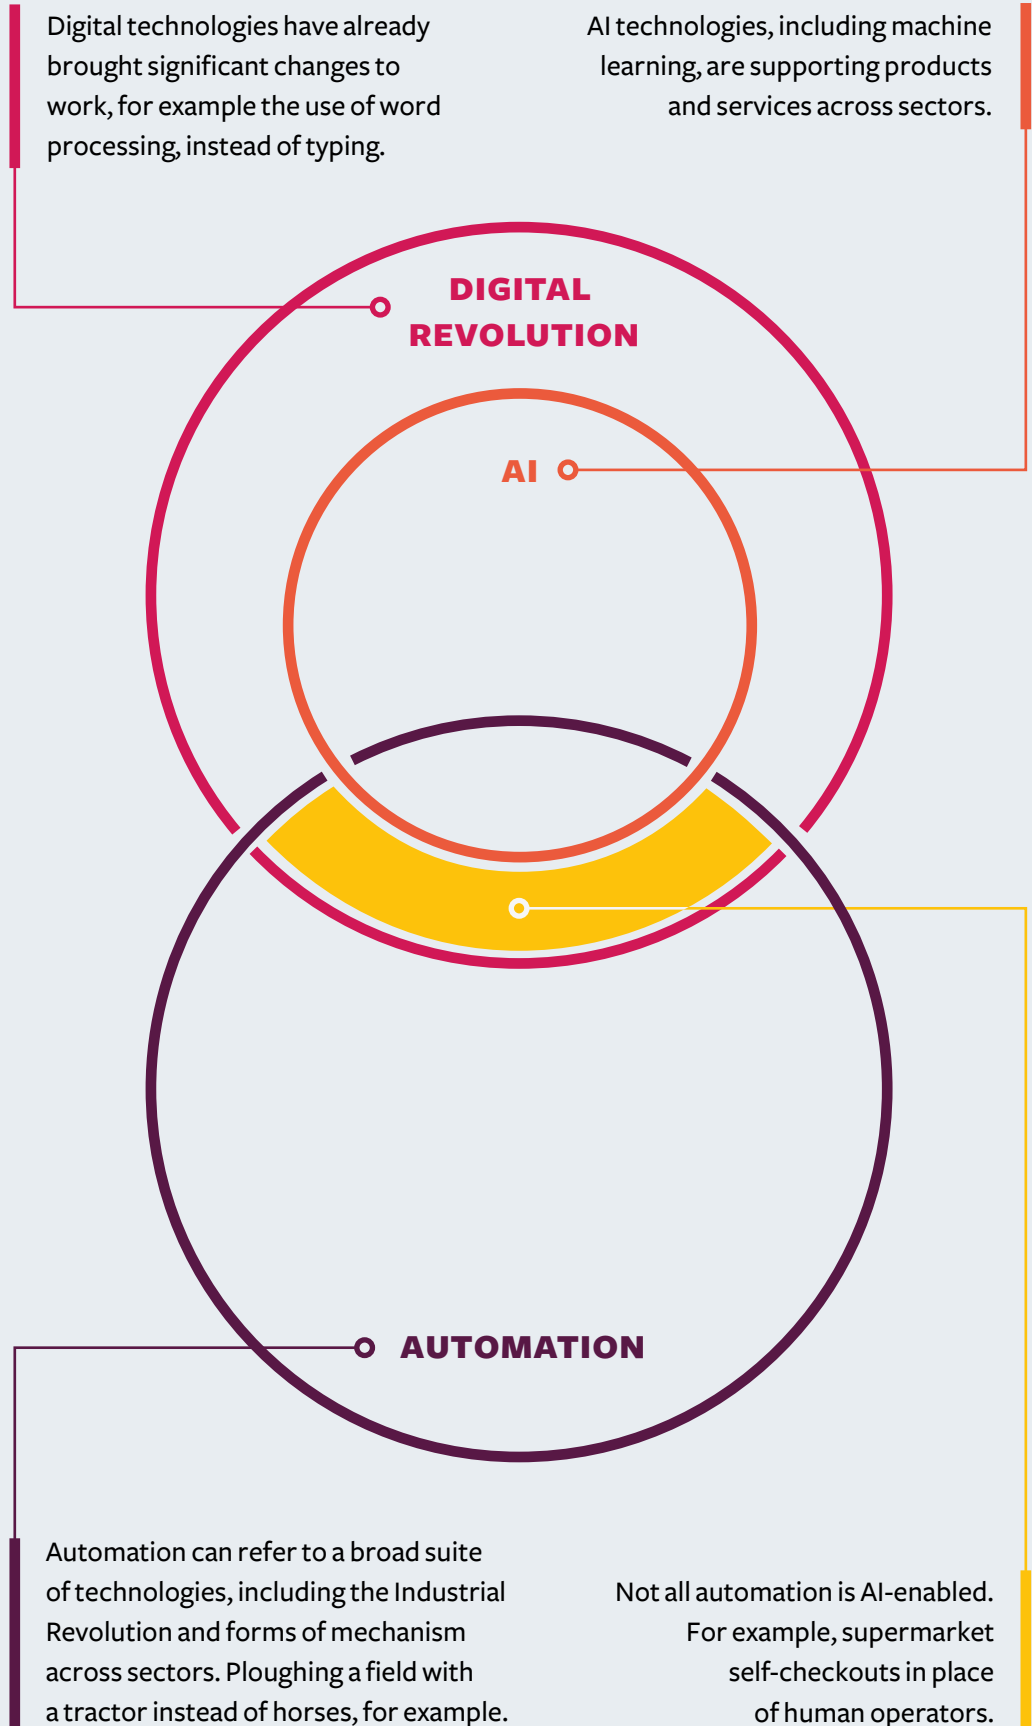 Digital technologies have already
brought significant changes to
work, for example the use of word
processing, instead of typing.
AI technologies, including machine
learning, are supporting products
and services across sectors.
DIGITAL
REVOLUTION
AI
AUTOMATION
Automation can refer to a broad suite
of technologies, including the Industrial
Revolution and forms of mechanism
across sectors. Ploughing a field with
a tractor instead of horses, for example.
Not all automation is AI-enabled.
For example, supermarket
self-checkouts in place
of human operators.